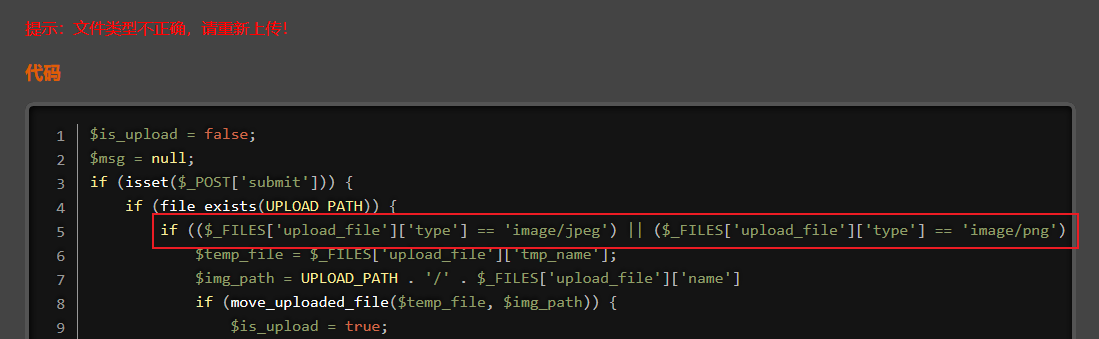 提示：文件类型不正确，请重新上传！
代码
1 $is_upload = false;
2 $msg = null;
3 if (isset($_POST['submit'])) {
4 if (file_exists(UPLOAD_PATH)) {
5 if (($_FILES['upload_file']['type'] == 'image/jpeg') || ($_FILES['upload_file']['type'] == 'image/png')
6 $temp_file = $_FILES['upload_file']['tmp_name'];
7 $img_path = UPLOAD_PATH . '/' . $_FILES['upload_file']['name']
8 if (move_uploaded_file($temp_file, $img_path)) {
9 $is_upload = true;